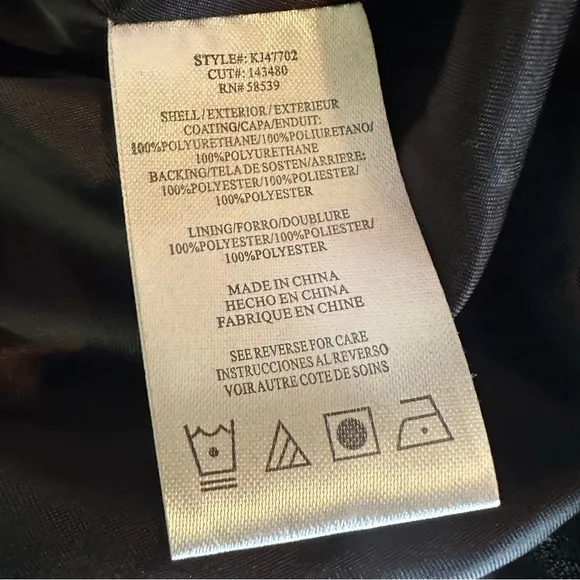 STYLE#: KJ47702
CUT#: 143480
RN# 58539
SHELL/EXTERIOR/EXTERIEUR
COATING/CAPA/ENDUIT:
100%POLYURETHANE/100%POLIURETANO/
100%POLYURETHANE
BACKING/TELA DE SOSTEN/ARRIERE:
100%POLYESTER/100%POLIESTER/
100%POLYESTER
LINING/FORRO/DOUBLURE
100%POLYESTER/100%POLIESTER/
100%POLYESTER
MADE IN CHINA
HECHO EN CHINA
FABRIQUE EN CHINE
SEE REVERSE FOR CARE
INSTRUCCIONES AL REVERSO
VOIR AUTRE COTE DE SOINS